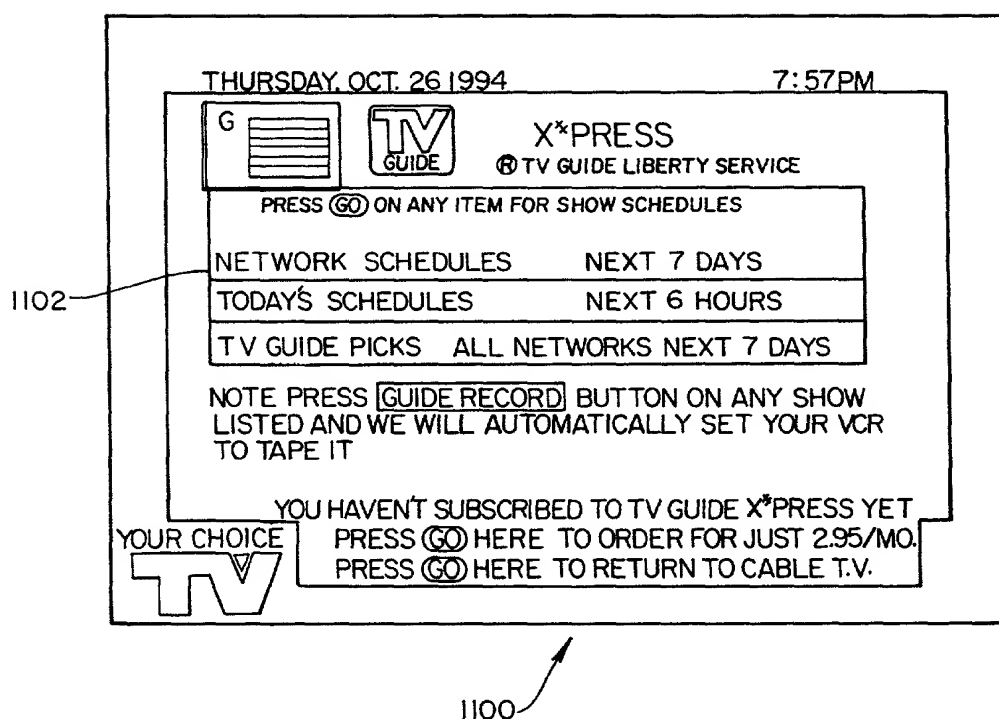 THURSDAY, OCT. 26 1994 7:57PM
G TV GUIDE X**PRESS
® TV GUIDE LIBERTY SERVICE
PRESS GO ON ANY ITEM FOR SHOW SCHEDULES
NETWORK SCHEDULES NEXT 7 DAYS
1102
TODAY'S SCHEDULES NEXT 6 HOURS
TV GUIDE PICKS ALL NETWORKS NEXT 7 DAYS
NOTE PRESS GUIDE RECORD BUTTON ON ANY SHOW
LISTED AND WE WILL AUTOMATICALLY SET YOUR VCR
TO TAPE IT
YOU HAVEN'T SUBSCRIBED TO TV GUIDE X*PRESS YET
YOUR CHOICE TV
PRESS GO HERE TO ORDER FOR JUST 2.95/MO.
PRESS GO HERE TO RETURN TO CABLE T.V.
1100